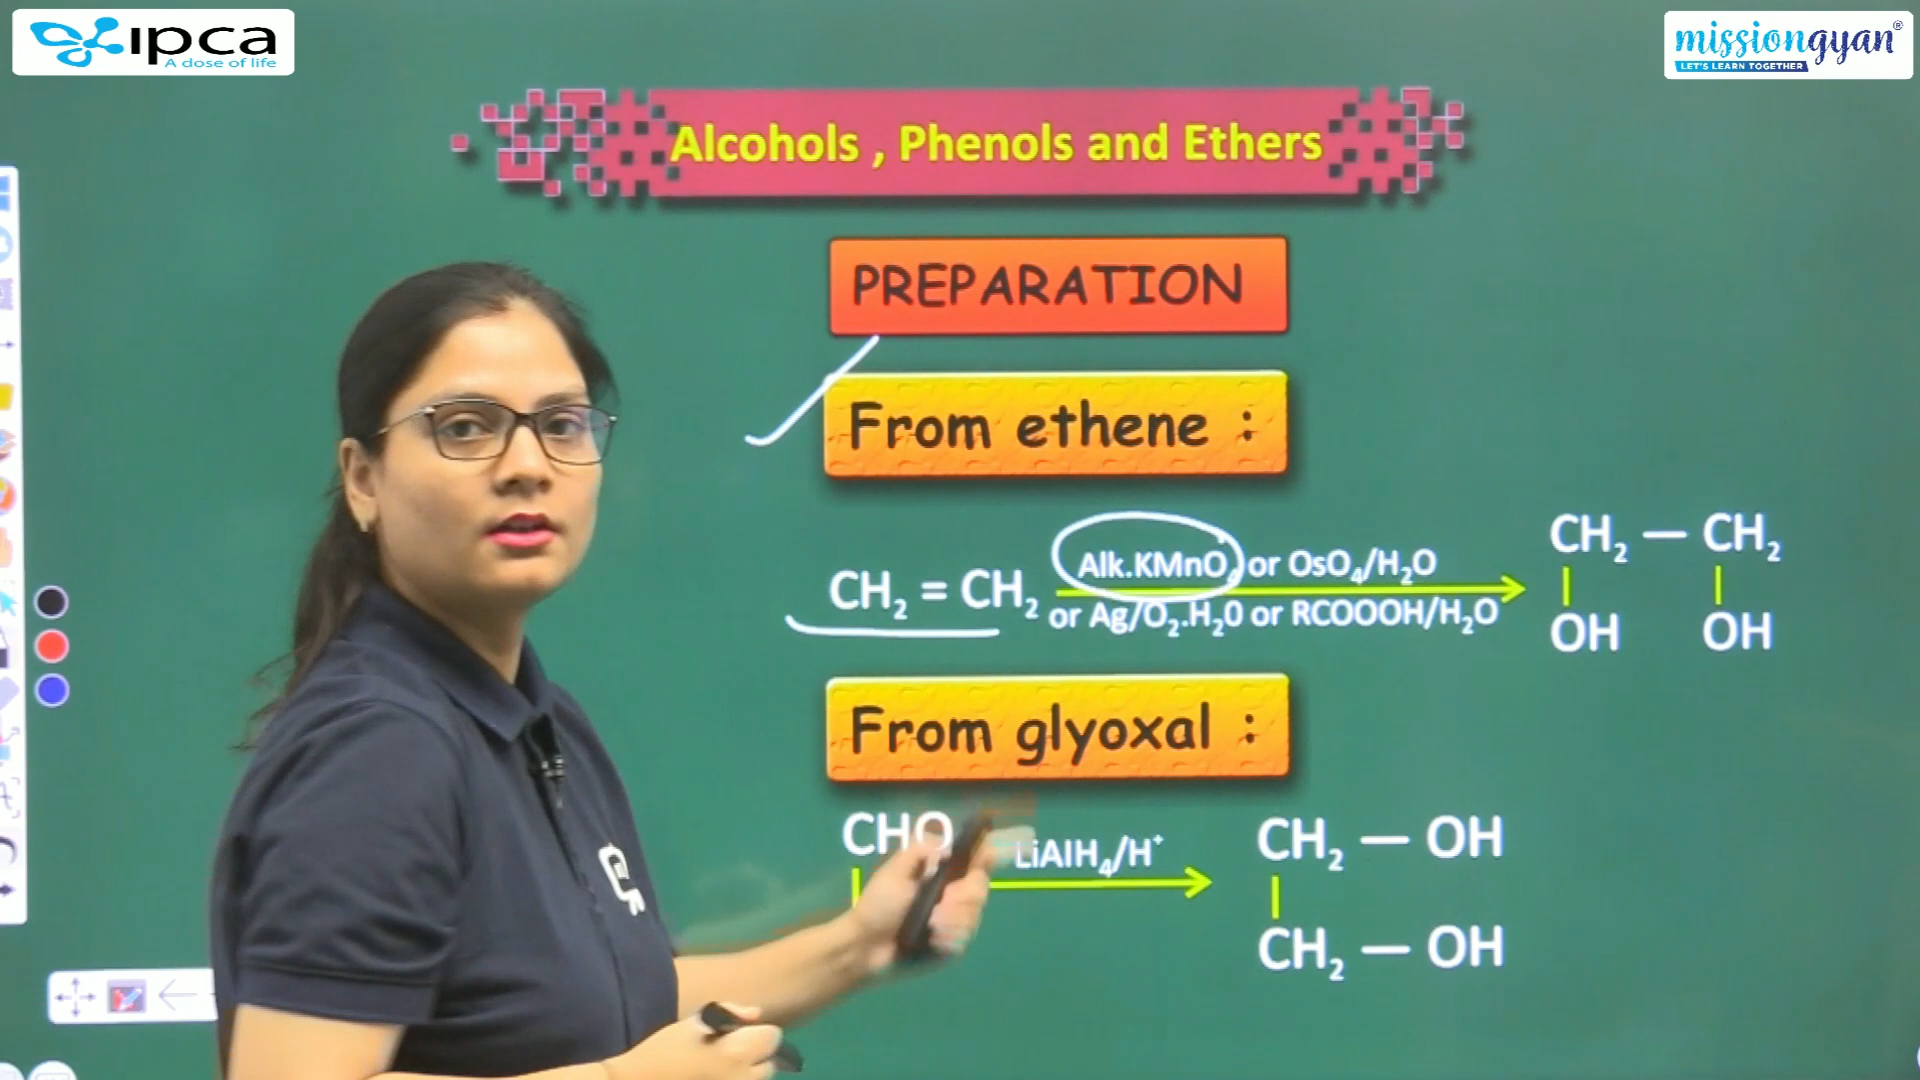 ipca
A dose of life
missiongyan®
LET'S LEARN TOGETHER
Alcohols , Phenols and Ethers
PREPARATION
From ethene :
CH₂ = CH₂ Alk.KMnO₄ or OsO₄/H₂O CH₂ — CH₂
or Ag/O₂.H₂0 or RCOOOH/H₂O OH OH
From glyoxal :
CHO LiAlH₄/H⁺ CH₂ — OH
CH₂ — OH